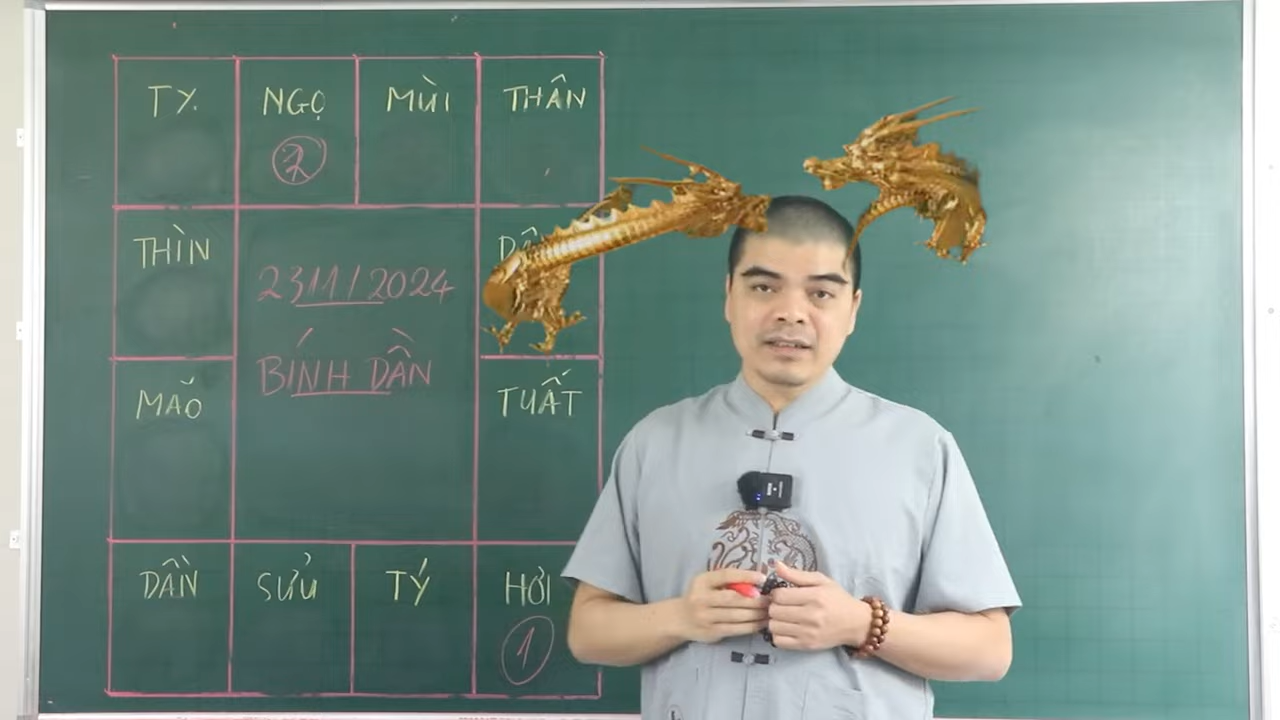 TỴ
NGỌ
MÙI
THÂN
2
THÌN
23/11/2024
BÍNH DẦN
MÃO
TUẤT
DẦN
SỬU
TÝ
HỢI
1